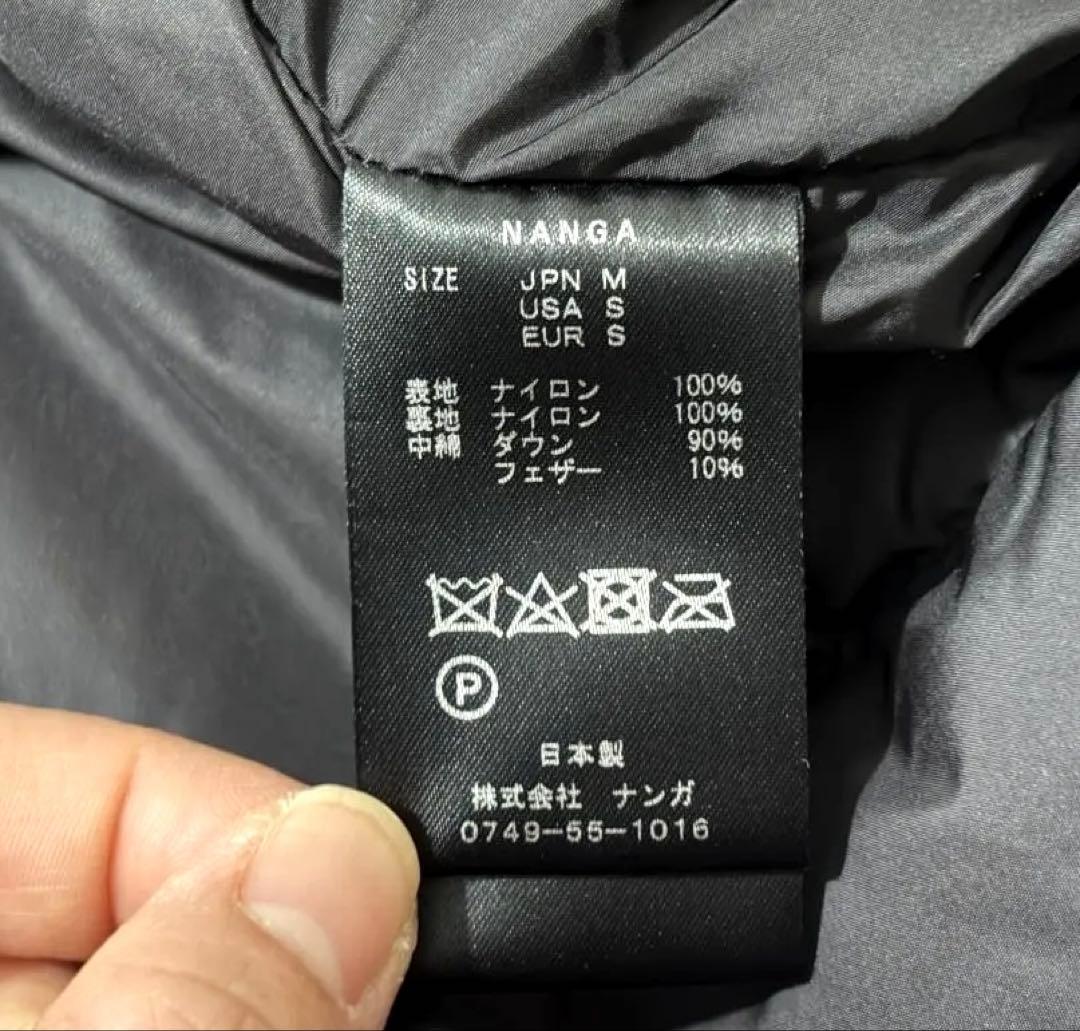 NANGA
SIZE JPN M
USA S
EUR S
表地 ナイロン 100%
裏地 ナイロン 100%
中綿 ダウン 90%
フェザー 10%
P
日本製
株式会社 ナンガ
0749-55-1016